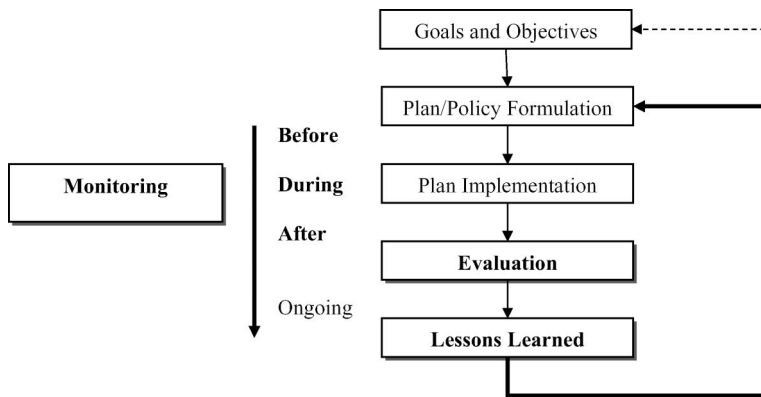 Goals and Objectives
Plan/Policy Formulation
Before
Monitoring
During
Plan Implementation
After
Evaluation
Ongoing
Lessons Learned